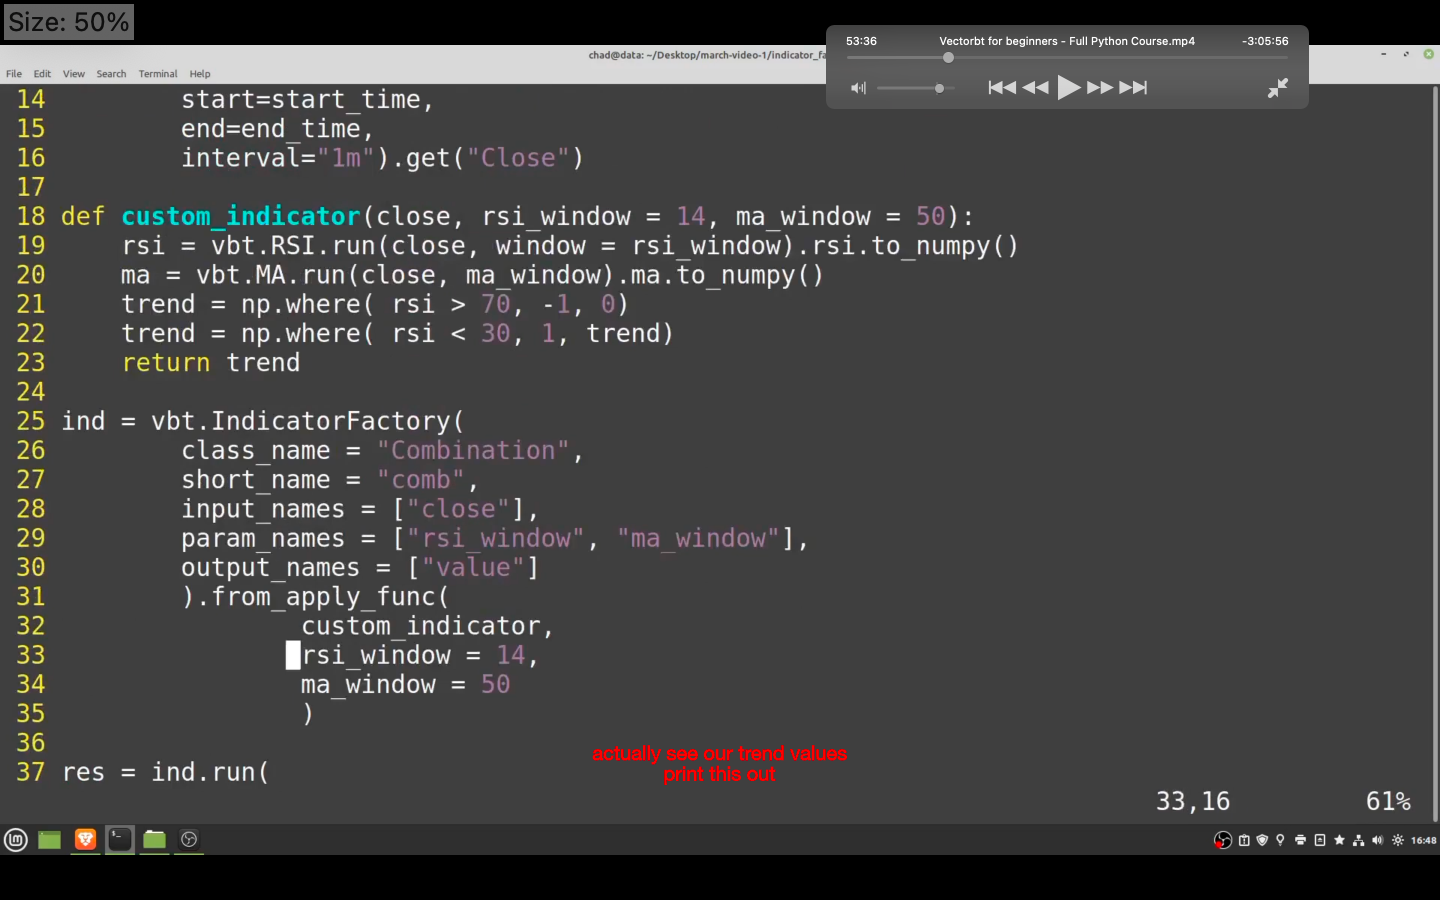 Size: 50%
53:36 Vectorbt for beginners - Full Python Course.mp4 -3:05:56
chad@data: ~/Desktop/march-video-1/indicator_fa
File Edit View Search Terminal Help
14 start=start_time,
15 end=end_time,
16 interval="1m").get("Close")
17
18 def custom_indicator(close, rsi_window = 14, ma_window = 50):
19 rsi = vbt.RSI.run(close, window = rsi_window).rsi.to_numpy()
20 ma = vbt.MA.run(close, ma_window).ma.to_numpy()
21 trend = np.where( rsi > 70, -1, 0)
22 trend = np.where( rsi < 30, 1, trend)
23 return trend
24
25 ind = vbt.IndicatorFactory(
26 class_name = "Combination",
27 short_name = "comb",
28 input_names = ["close"],
29 param_names = ["rsi_window", "ma_window"],
30 output_names = ["value"]
31 ).from_apply_func(
32 custom_indicator,
33 rsi_window = 14,
34 ma_window = 50
35 )
36
actually see our trend values
37 res = ind.run(
print this out
33,16 61%
16:48